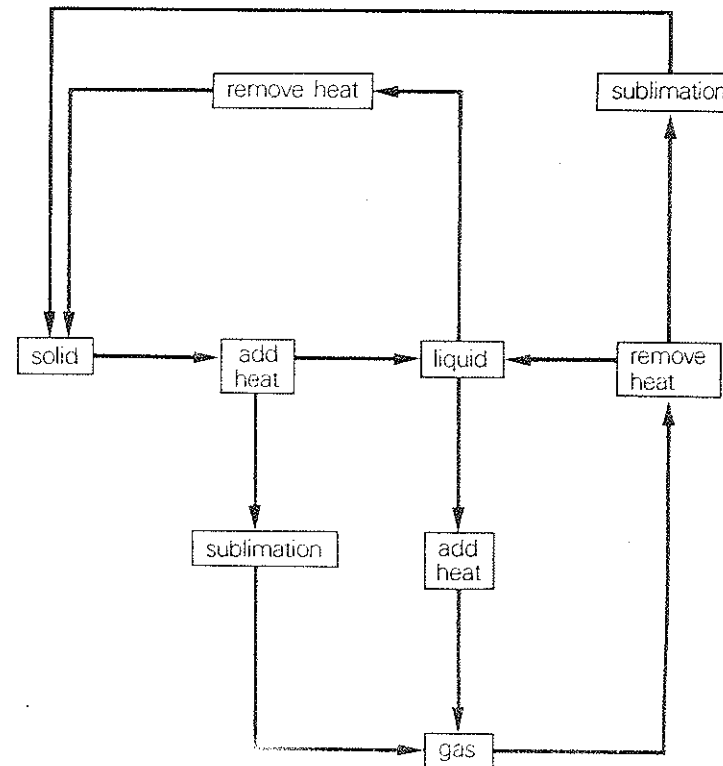 remove heat
sublimation
solid
add
heat
liquid
remove
heat
sublimation
add
heat
gas